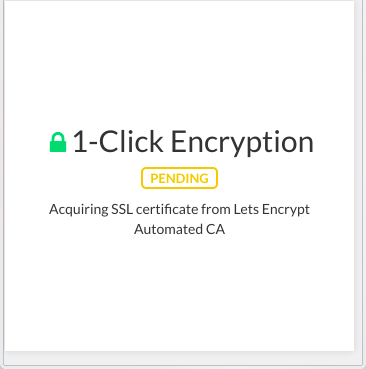 1-Click Encryption
PENDING
Acquiring SSL certificate from Lets Encrypt
Automated CA